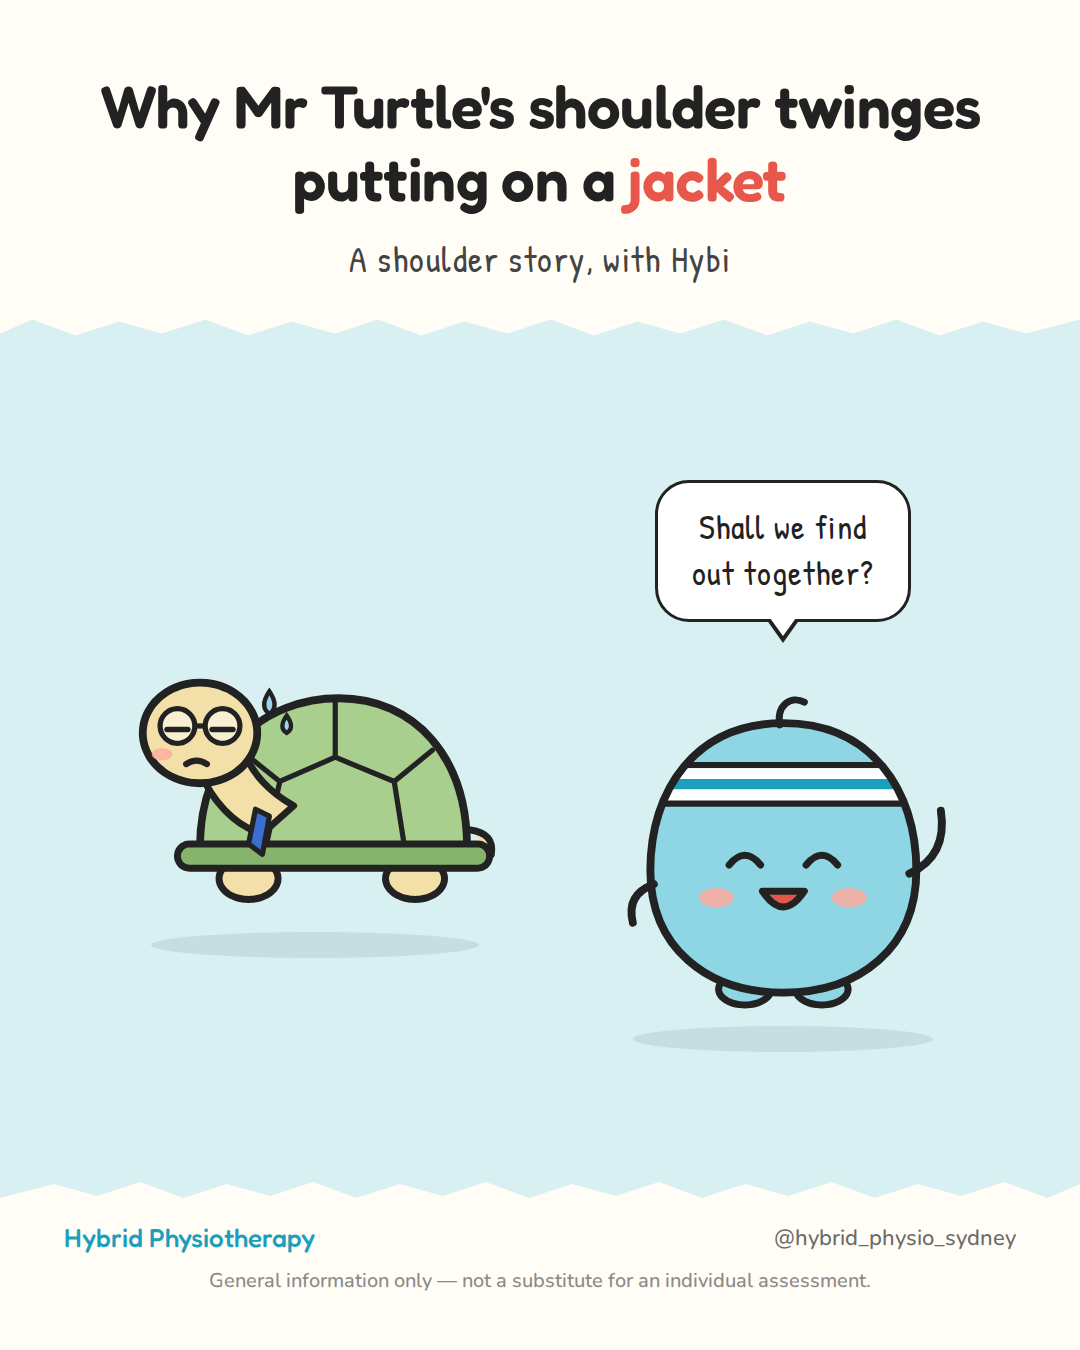 Why Mr Turtle's shoulder twinges
putting on a jacket
A shoulder story, with Hybi
Shall we find
out together?
Hybrid Physiotherapy
@hybrid_physio_sydney
General information only — not a substitute for an individual assessment.